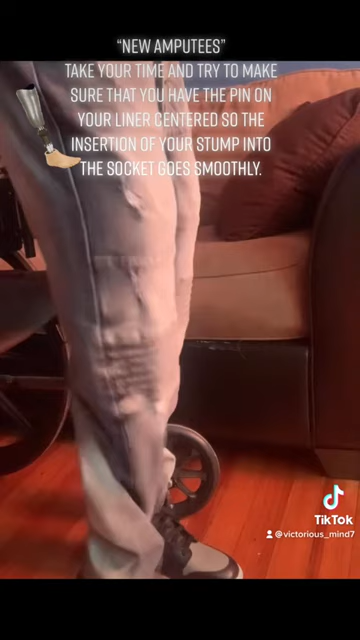 “NEW AMPUTEES”
TAKE YOUR TIME AND TRY TO MAKE
SURE THAT YOU HAVE THE PIN ON
YOUR LINER CENTERED SO THE
INSERTION OF YOUR STUMP INTO
THE SOCKET GOES SMOOTHLY.
TikTok
@victorious_mind7